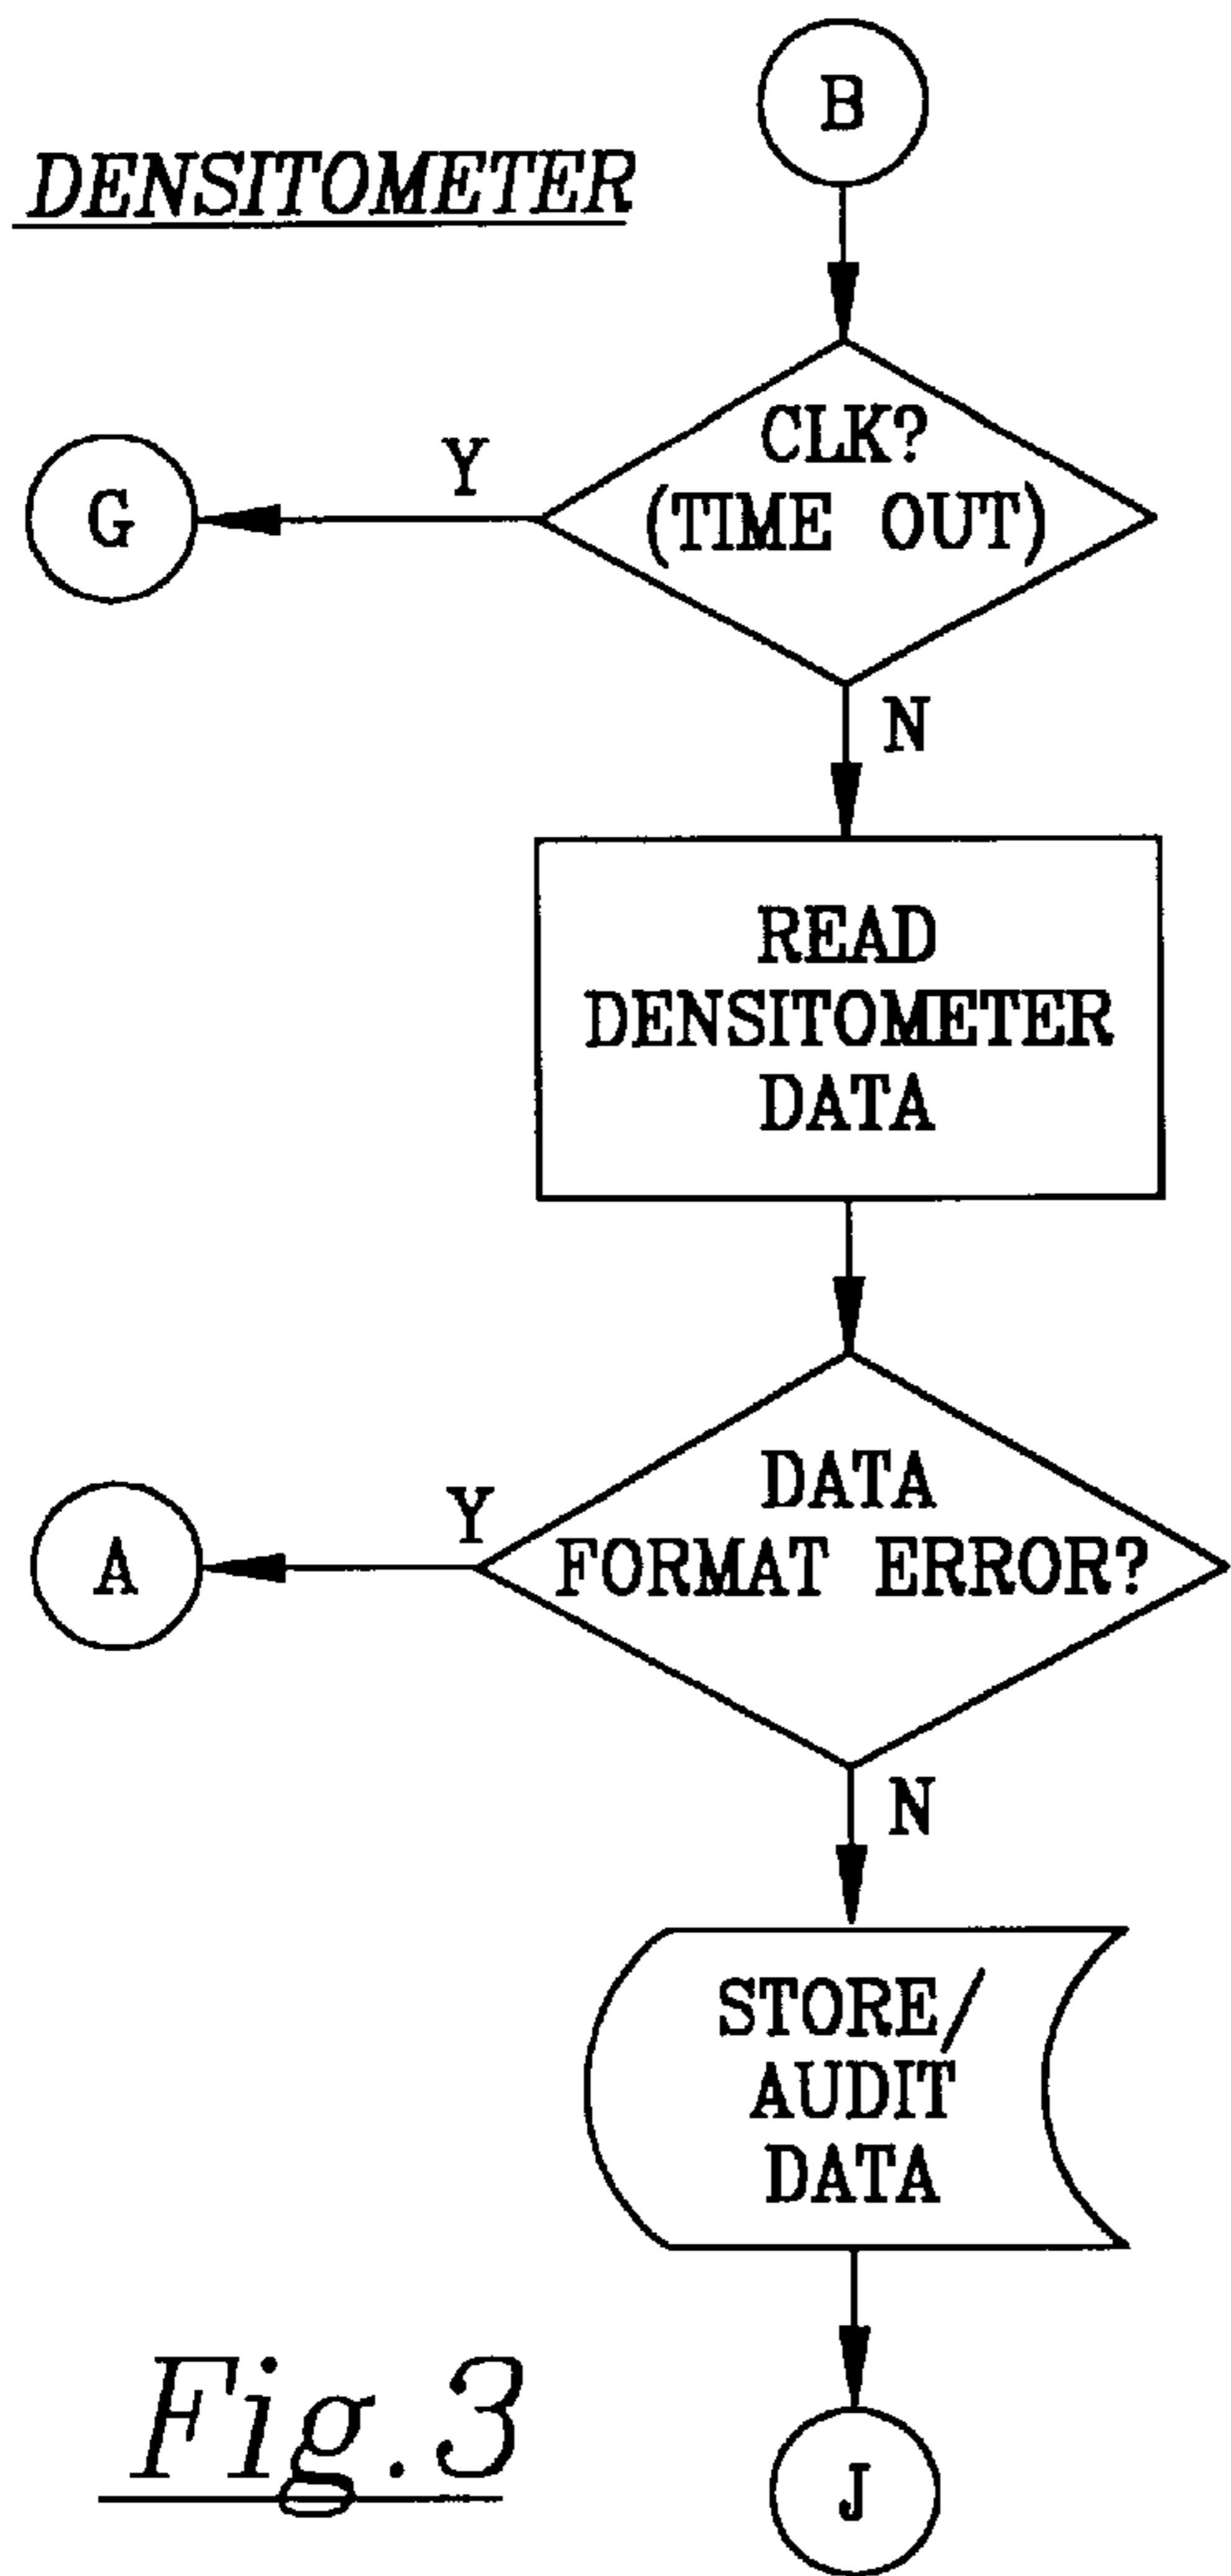 B
DENSITOMETER
CLK?
(TIME OUT)
Y
G
N
READ
DENSITOMETER
DATA
DATA
FORMAT ERROR?
Y
A
N
STORE/
AUDIT
DATA
J
Fig.3